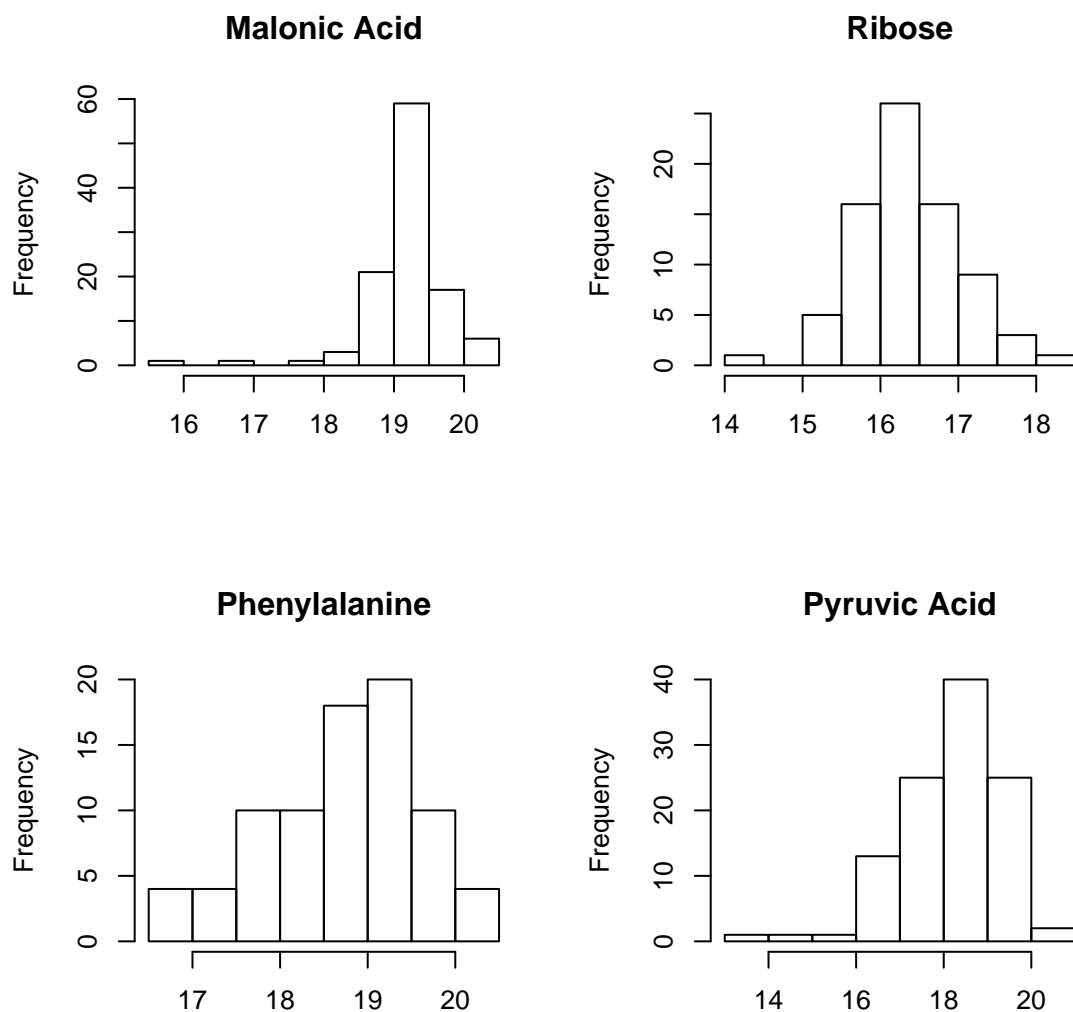 Malonic Acid
Frequency
0
20
40
60
16 17 18 19 20
Ribose
Frequency
0
5
10
20
14 15 16 17 18
Phenylalanine
Frequency
0
5
10
15
20
17 18 19 20
Pyruvic Acid
Frequency
0
10
20
30
40
14 16 18 20